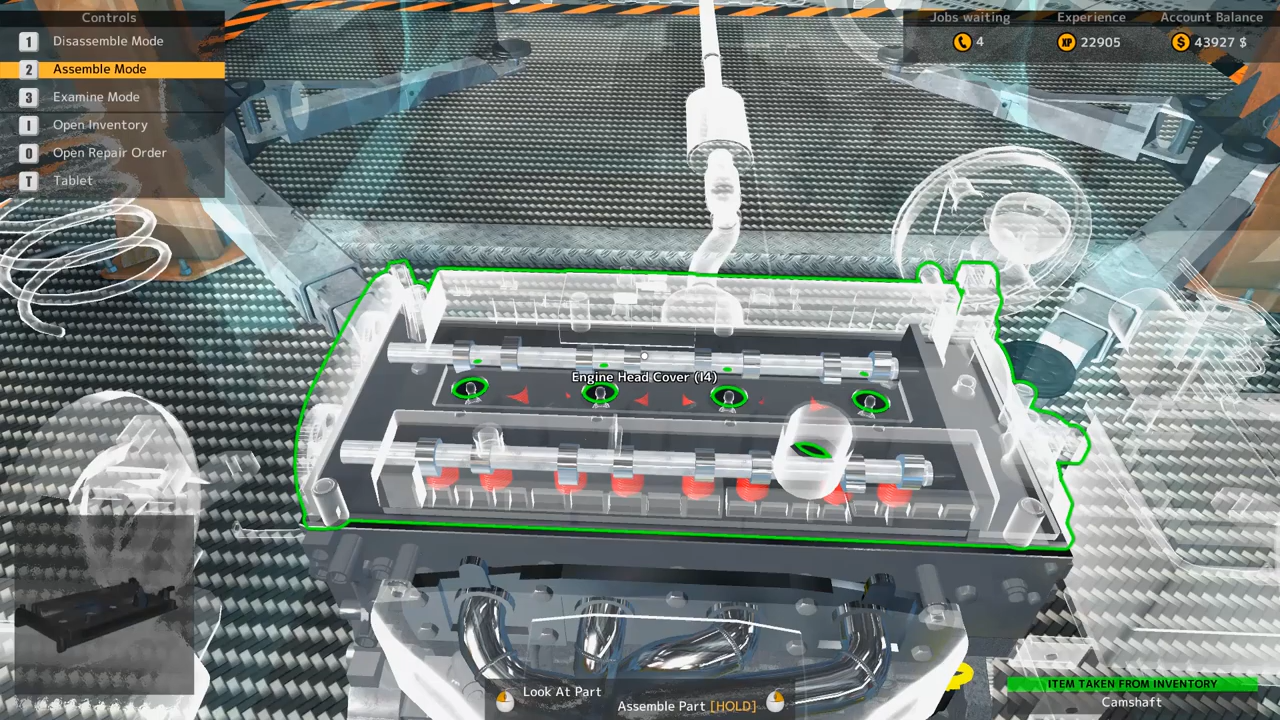 Controls
1 Disassemble Mode
2 Assemble Mode
3 Examine Mode
I Open Inventory
O Open Repair Order
T Tablet
Jobs waiting Experience Account Balance
4 XP 22905 $ 43927 $
Engine Head Cover (I4)
Look At Part
Assemble Part [HOLD]
ITEM TAKEN FROM INVENTORY
Camshaft